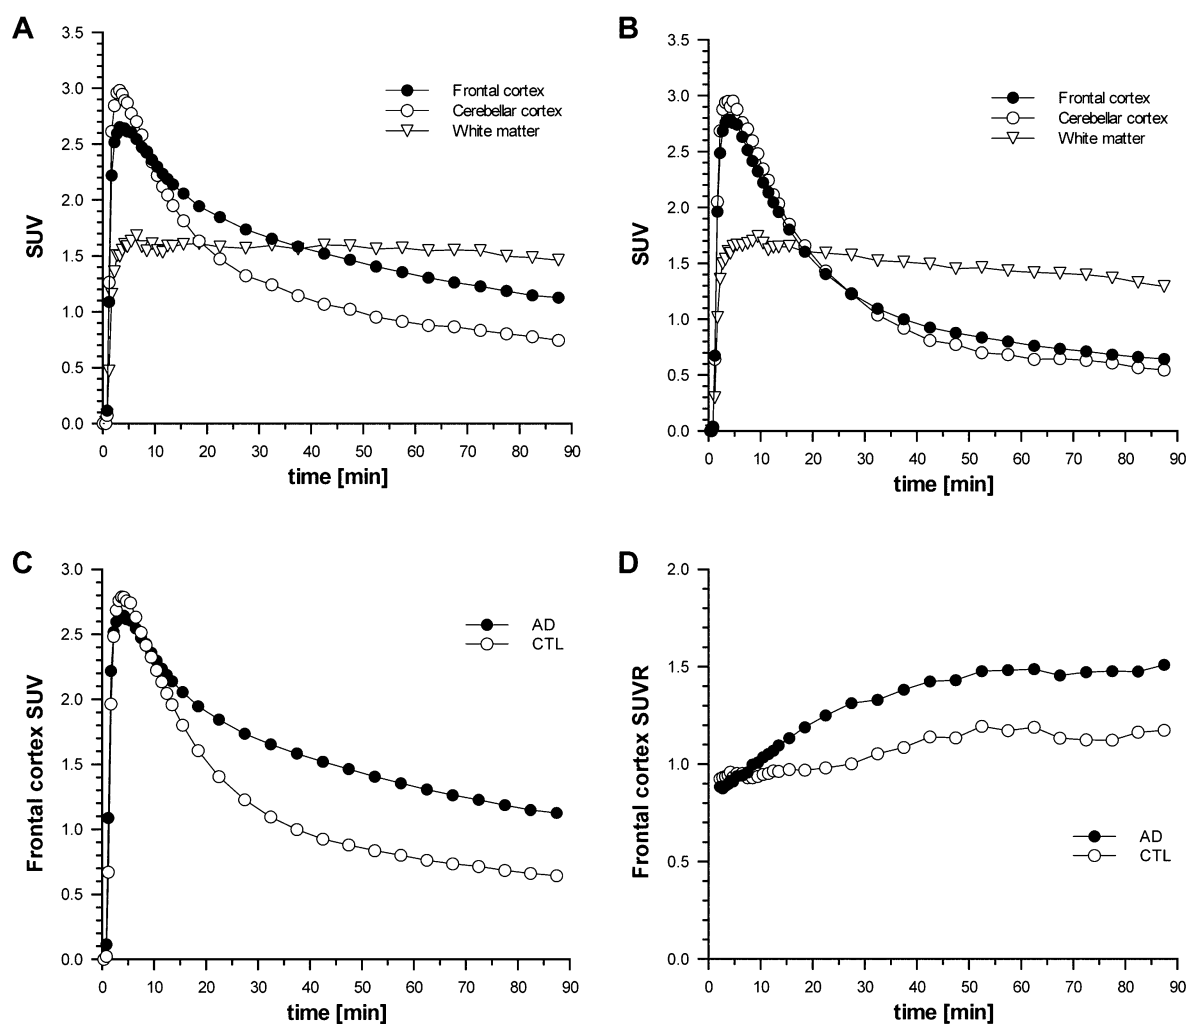 A
3.5
3.0
2.5
2.0
1.5
1.0
0.5
0.0
SUV
Frontal cortex
Cerebellar cortex
White matter
0 10 20 30 40 50 60 70 80 90
time [min]
B
3.5
3.0
2.5
2.0
1.5
1.0
0.5
0.0
SUV
Frontal cortex
Cerebellar cortex
White matter
0 10 20 30 40 50 60 70 80 90
time [min]
C
3.0
2.5
2.0
1.5
1.0
0.5
0.0
Frontal cortex SUV
AD
CTL
0 10 20 30 40 50 60 70 80 90
time [min]
D
2.0
1.5
1.0
0.5
0.0
Frontal cortex SUVR
AD
CTL
0 10 20 30 40 50 60 70 80 90
time [min]